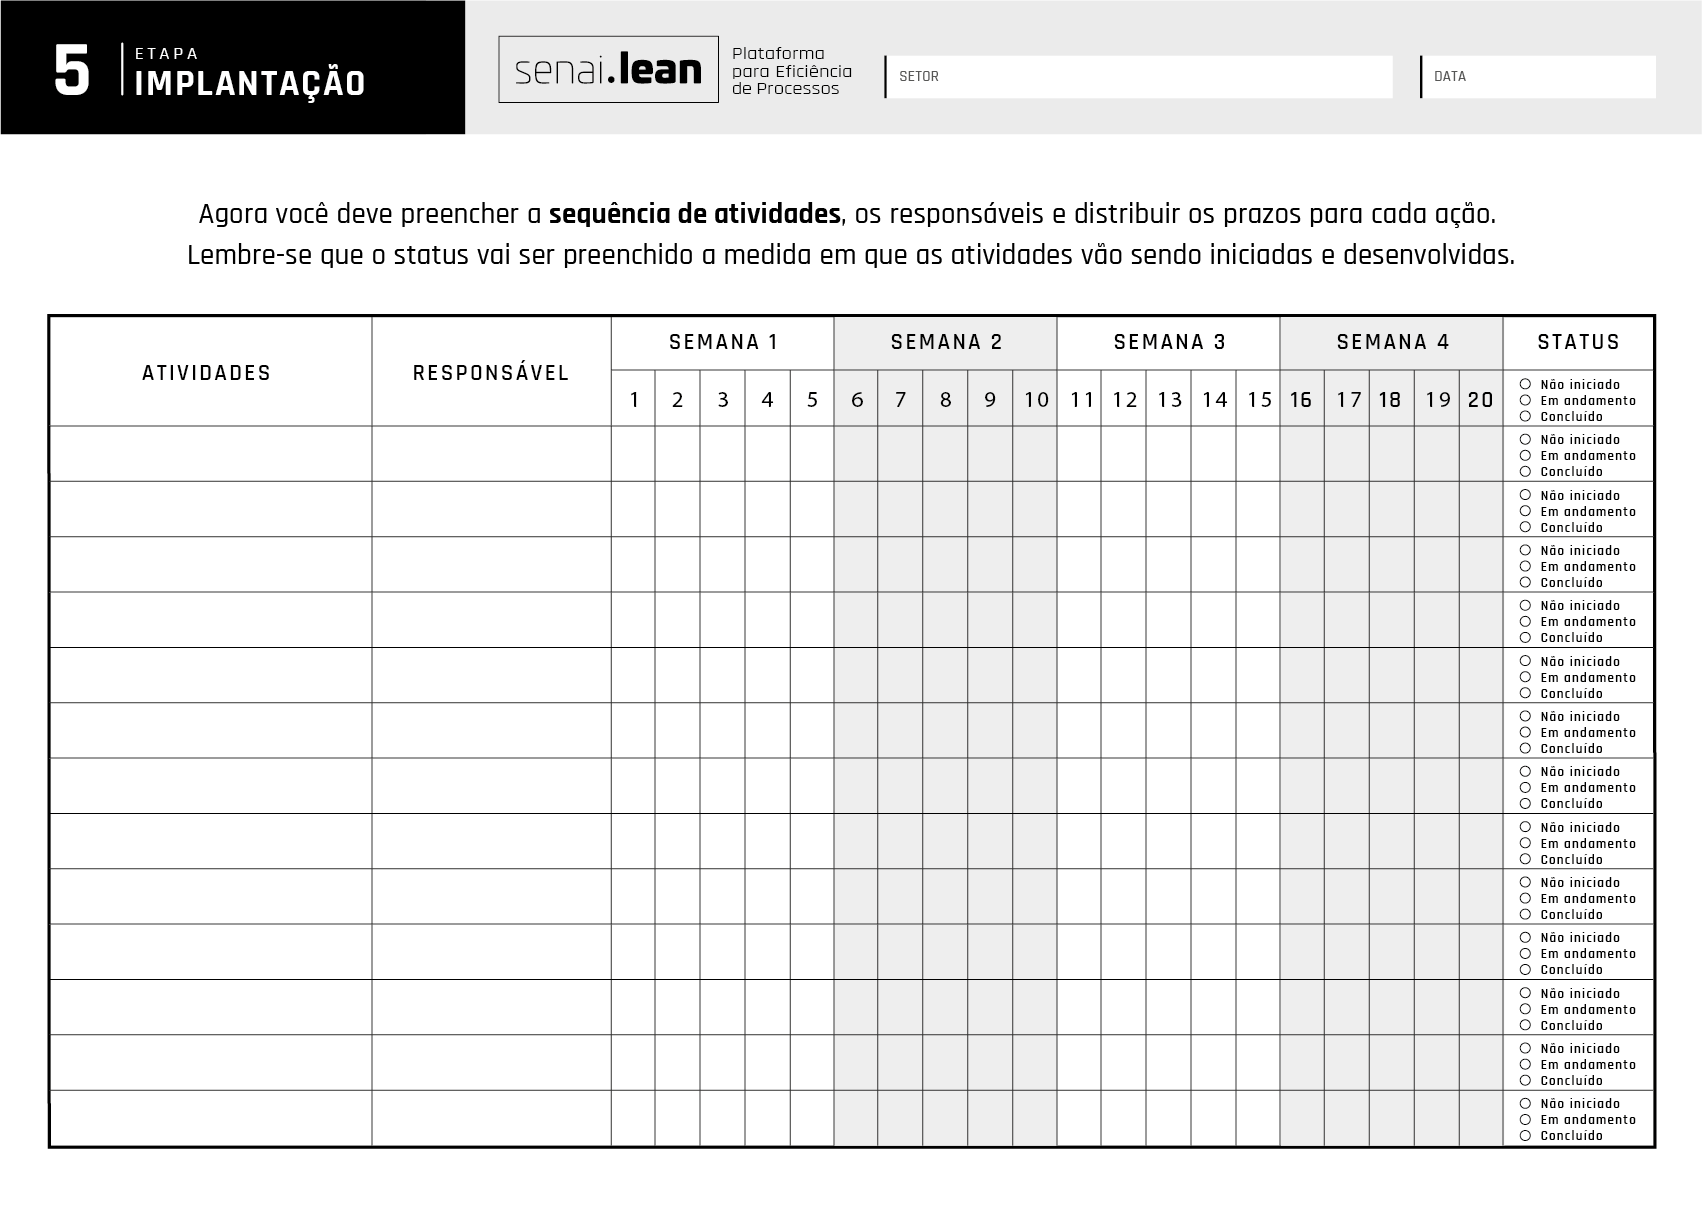 5
ETAPA
IMPLANTAÇÃO
senai.lean
Plataforma
para Eficiência
de Processos
SETOR
DATA
Agora você deve preencher a sequência de atividades, os responsáveis e distribuir os prazos para cada ação.
Lembre-se que o status vai ser preenchido a medida em que as atividades vão sendo iniciadas e desenvolvidas.
ATIVIDADES
RESPONSÁVEL
SEMANA 1
SEMANA 2
SEMANA 3
SEMANA 4
STATUS
1 2 3 4 5 6 7 8 9 10 11 12 13 14 15 16 17 18 19 20
Não iniciado
Em andamento
Concluído
Não iniciado
Em andamento
Concluído
Não iniciado
Em andamento
Concluído
Não iniciado
Em andamento
Concluído
Não iniciado
Em andamento
Concluído
Não iniciado
Em andamento
Concluído
Não iniciado
Em andamento
Concluído
Não iniciado
Em andamento
Concluído
Não iniciado
Em andamento
Concluído
Não iniciado
Em andamento
Concluído
Não iniciado
Em andamento
Concluído
Não iniciado
Em andamento
Concluído
Não iniciado
Em andamento
Concluído
Não iniciado
Em andamento
Concluído